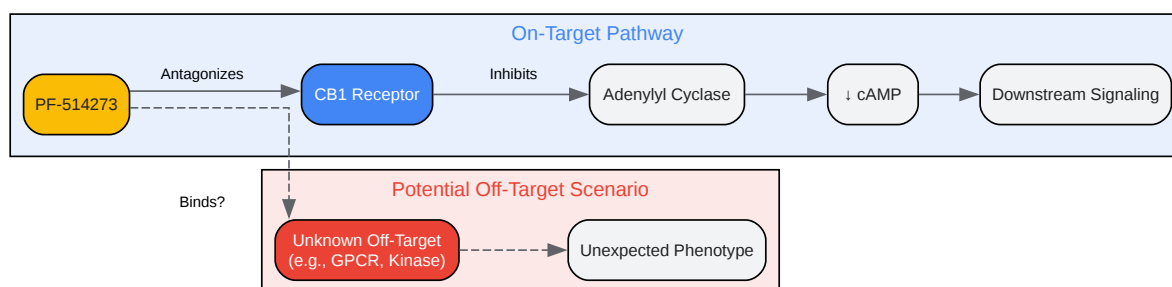 On-Target Pathway
Antagonizes
Inhibits
PF-514273
CB1 Receptor
Adenylyl Cyclase
↓ cAMP
Downstream Signaling
Potential Off-Target Scenario
Binds?
Unknown Off-Target
(e.g., GPCR, Kinase)
Unexpected Phenotype